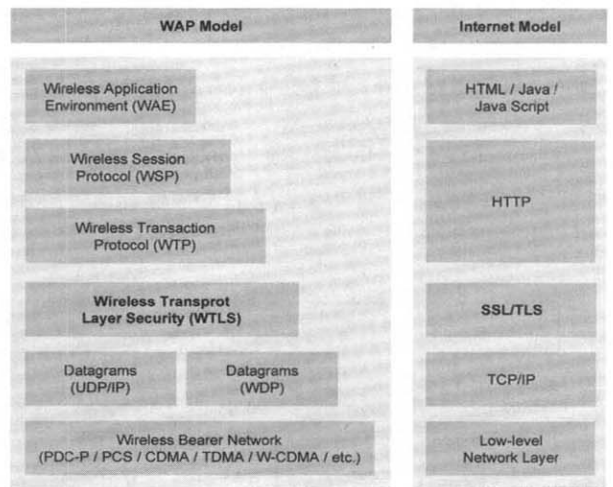 WAP Model
Wireless Application
Environment (WAE)
Wireless Session
Protocol (WSP)
Wireless Transaction
Protocol (WTP)
Wireless Transprot
Layer Security (WTLS)
Datagrams
(UDP/IP)
Datagrams
(WDP)
Wireless Bearer Network
(PDC-P / PCS / CDMA / TDMA / W-CDMA / etc.)
Internet Model
HTML / Java /
Java Script
HTTP
SSL/TLS
TCP/IP
Low-level
Network Layer